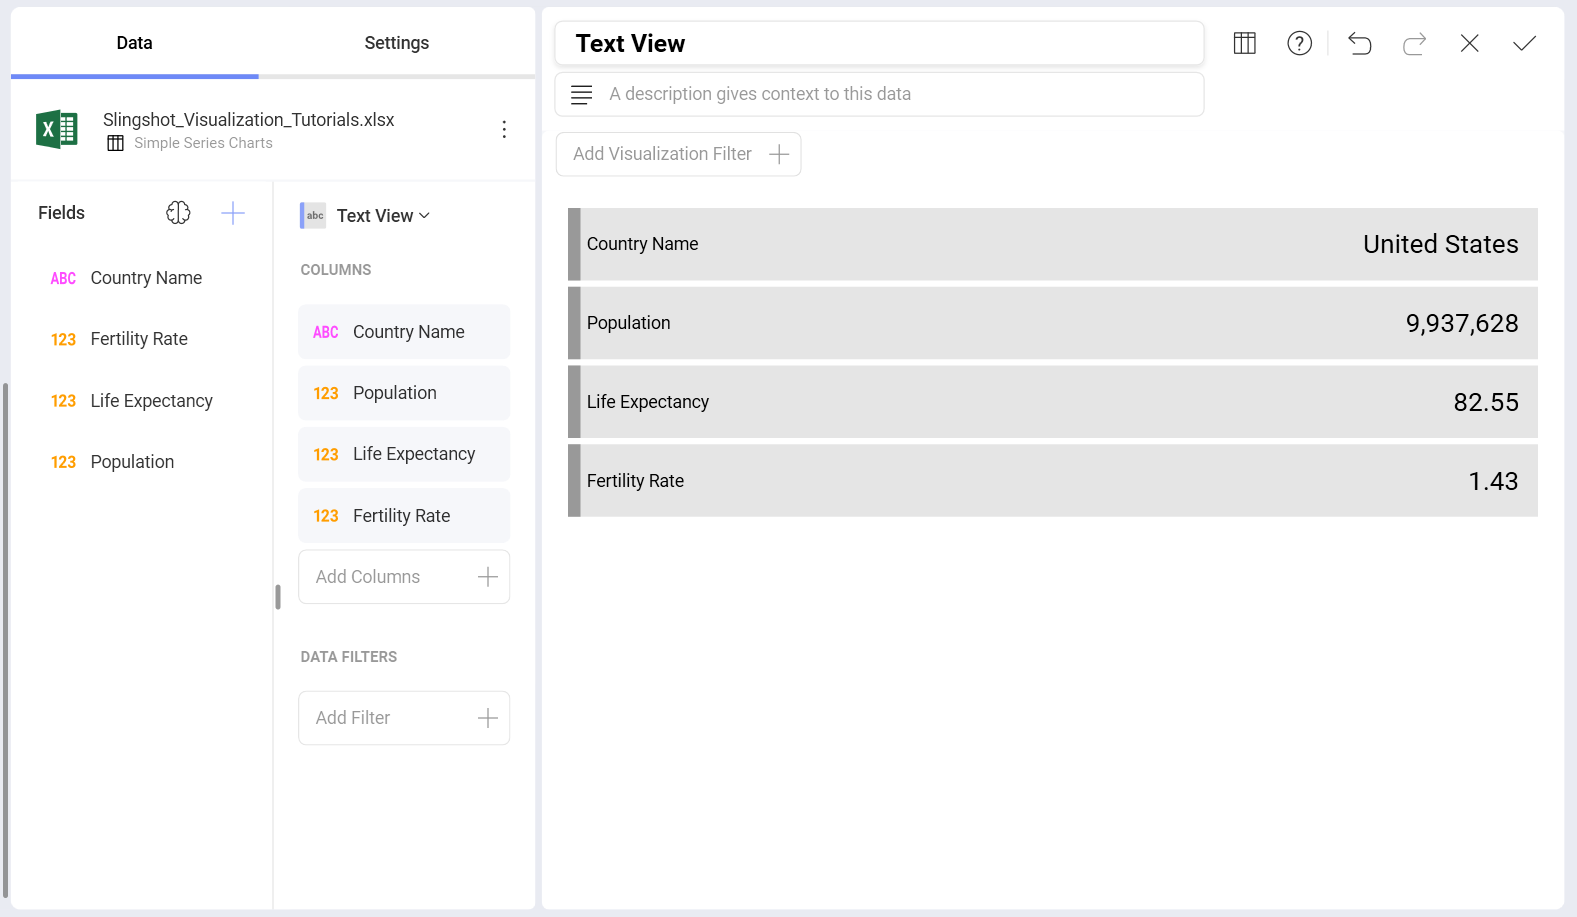 Data
Settings
Slingshot_Visualization_Tutorials.xlsx
Simple Series Charts
Fields
ABC Country Name
123 Fertility Rate
123 Life Expectancy
123 Population
abc Text View
COLUMNS
ABC Country Name
123 Population
123 Life Expectancy
123 Fertility Rate
Add Columns
DATA FILTERS
Add Filter
Text View
A description gives context to this data
Add Visualization Filter
Country Name United States
Population 9,937,628
Life Expectancy 82.55
Fertility Rate 1.43